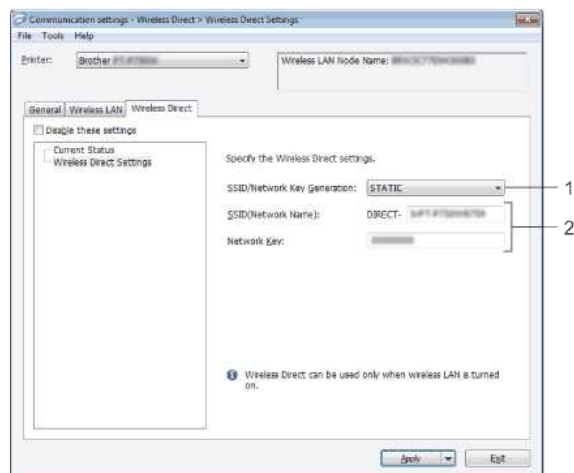 Communication settings - Wireless Direct > Wireless Direct Settings
File Tools Help
Printer: Brother
Wireless LAN Node Name:
General Wireless LAN Wireless Direct
Disable these settings
Current Status
Wireless Direct Settings
Specify the Wireless Direct settings.
SSID/Network Key Generation: STATIC 1
SSID(Network Name): DIRECT-
2
Network Key:
Wireless Direct can be used only when wireless LAN is turned
on.
Apply Exit